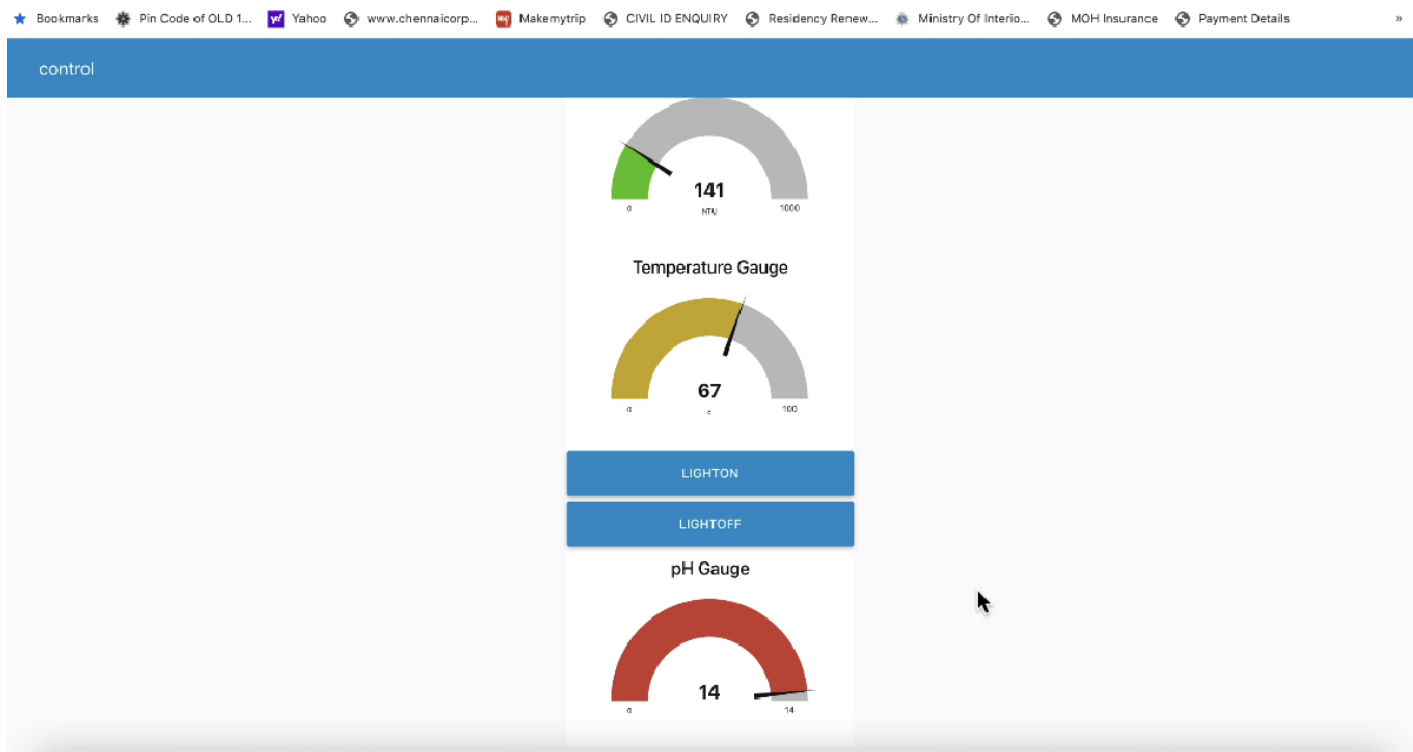 Bookmarks Pin Code of OLD 1... Yahoo www.chennaicorp... Makemytrip CIVIL ID ENQUIRY Residency Renew... Ministry Of Interio... MOH Insurance Payment Details »
control
141
0 NTU 1000
Temperature Gauge
67
0 c 100
LIGHTON
LIGHTOFF
pH Gauge
14
0 14